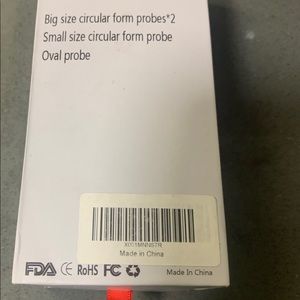 Big size circular form probes*2
Small size circular form probe
Oval probe
Made in China
FDA CE RoHS FC
Made In China